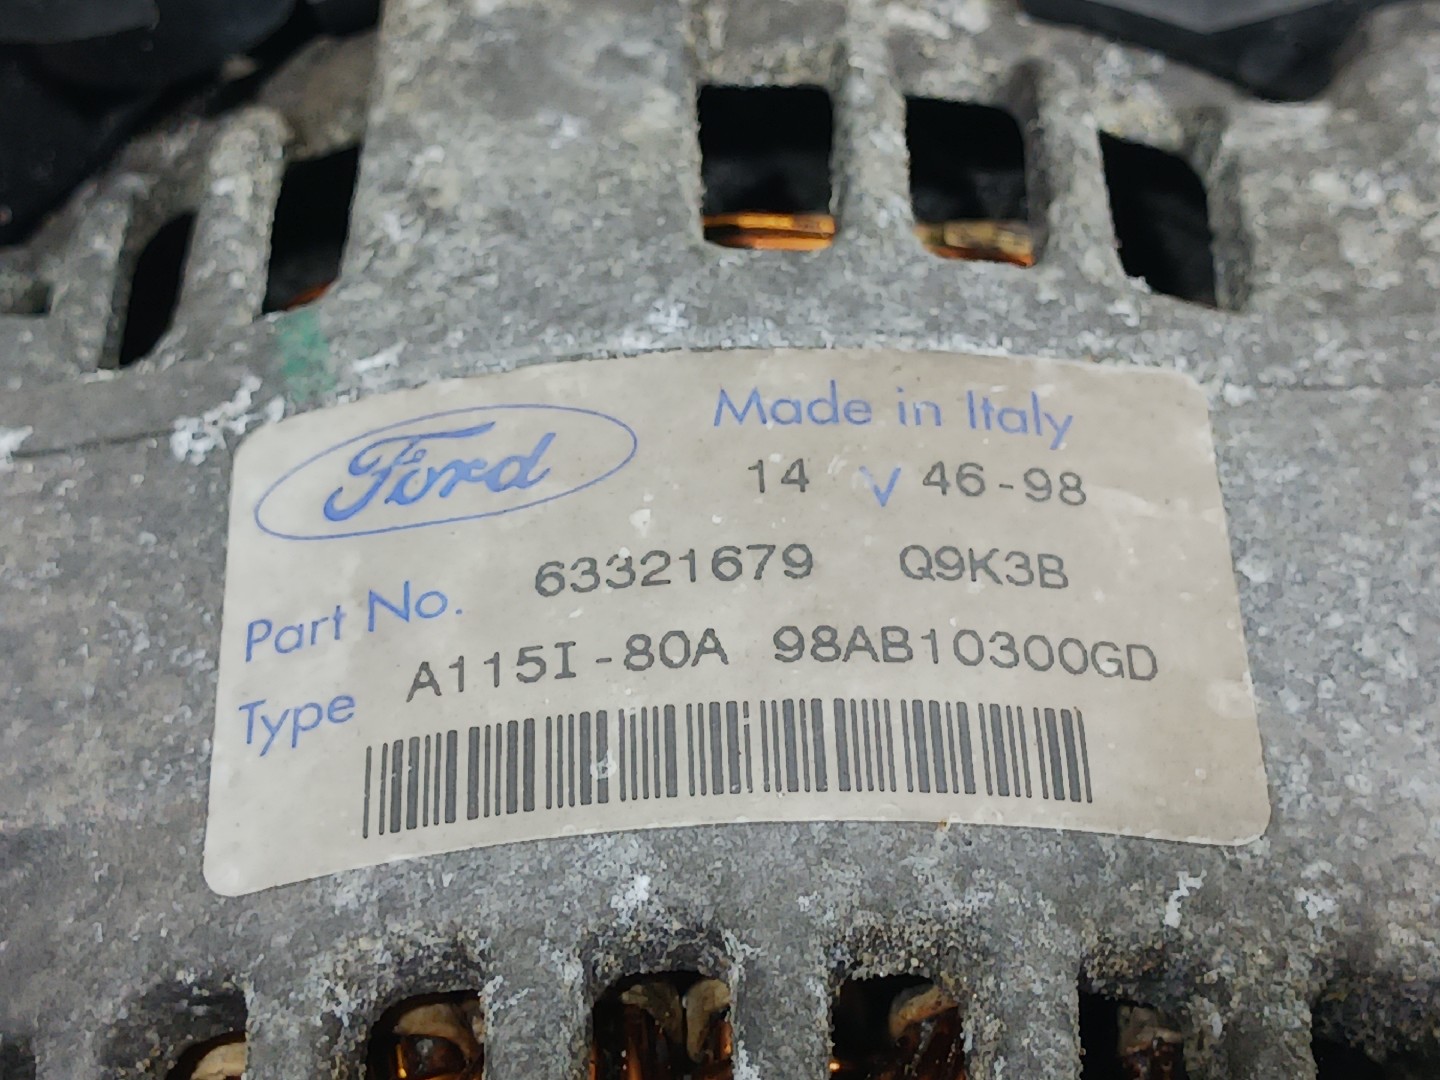 Ford
Made in Italy
14 V 46-98
Part No. 63321679 Q9K3B
Type A115I-80A 98AB10300GD